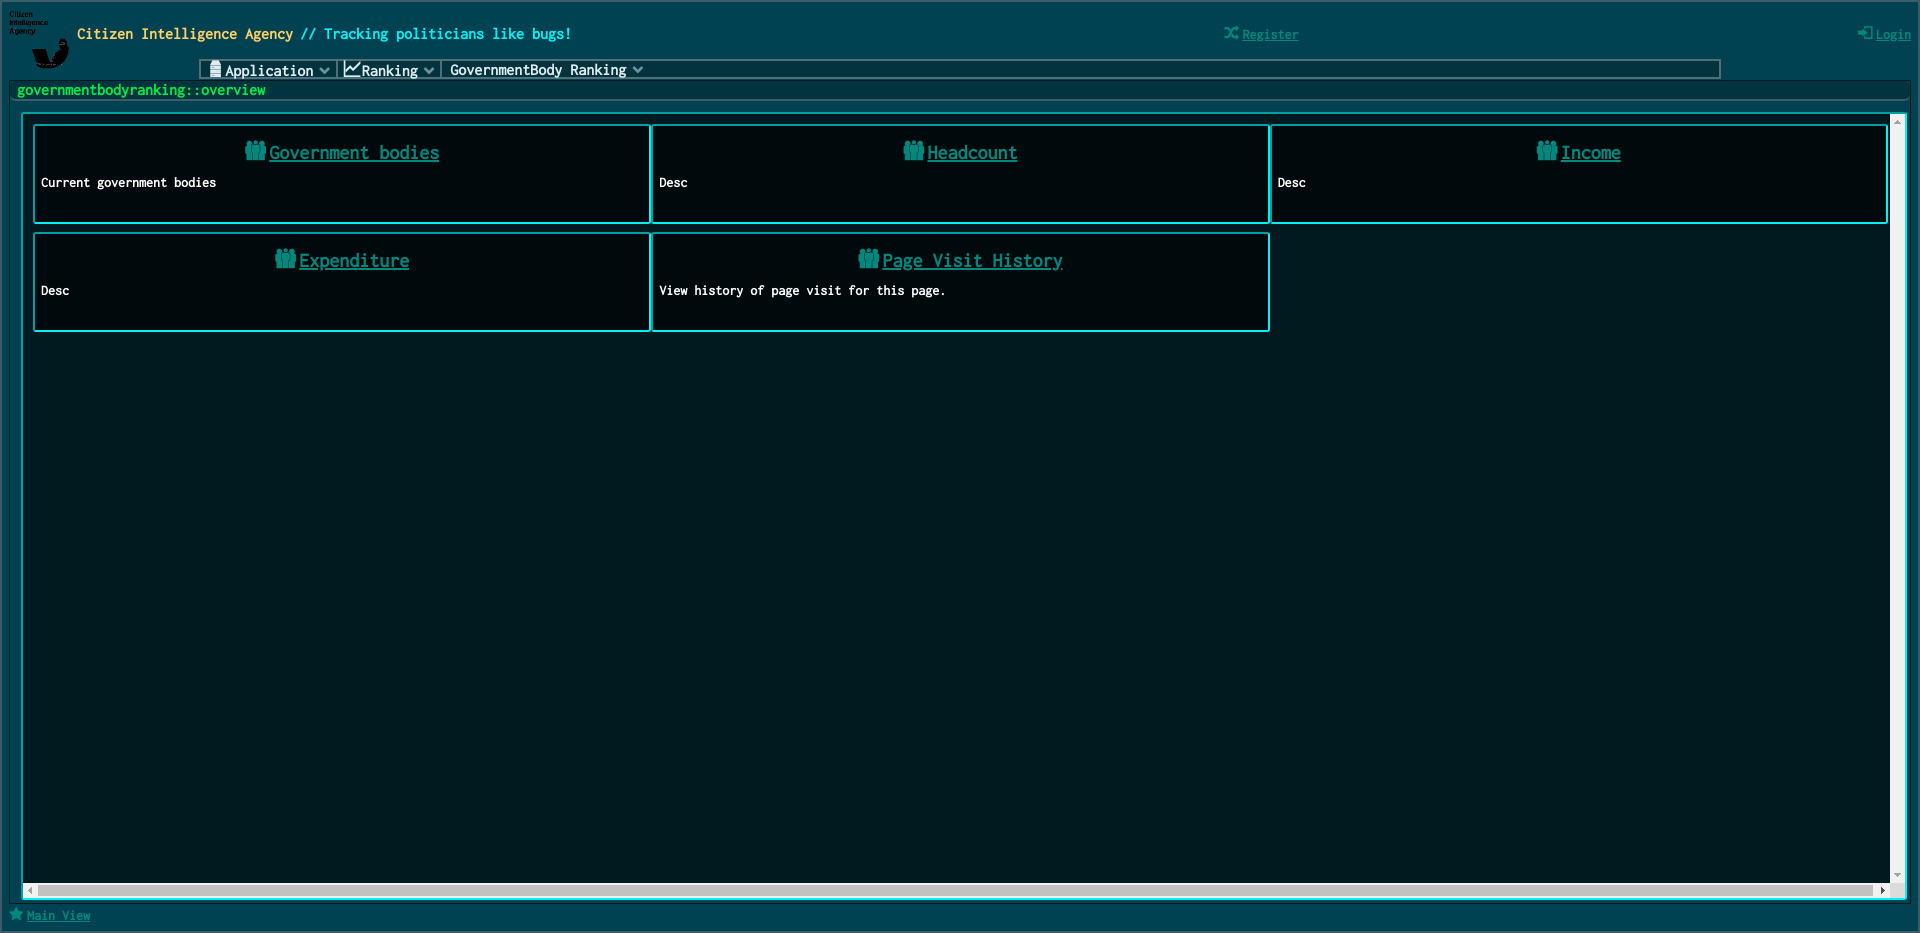 Citizen
Intelligence
Agency
Citizen Intelligence Agency // Tracking politicians like bugs!
Register
Login
Application
Ranking
GovernmentBody Ranking
governmentbodyranking::overview
Government bodies
Current government bodies
Headcount
Desc
Income
Desc
Expenditure
Desc
Page Visit History
View history of page visit for this page.
Main View